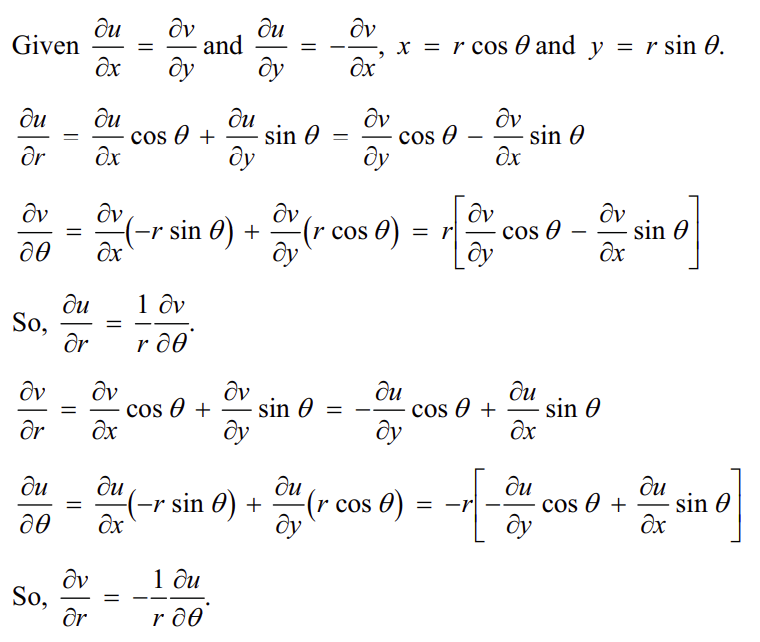 Given ∂u/∂x = ∂v/∂y and ∂u/∂y = −∂v/∂x, x = r cos θ and y = r sin θ.
∂u/∂r = ∂u/∂x cos θ + ∂u/∂y sin θ = ∂v/∂y cos θ − ∂v/∂x sin θ
∂v/∂θ = ∂v/∂x(−r sin θ) + ∂v/∂y(r cos θ) = r[∂v/∂y cos θ − ∂v/∂x sin θ]
So, ∂u/∂r = 1/r ∂v/∂θ.
∂v/∂r = ∂v/∂x cos θ + ∂v/∂y sin θ = −∂u/∂y cos θ + ∂u/∂x sin θ
∂u/∂θ = ∂u/∂x(−r sin θ) + ∂u/∂y(r cos θ) = −r[−∂u/∂y cos θ + ∂u/∂x sin θ]
So, ∂v/∂r = −1/r ∂u/∂θ.